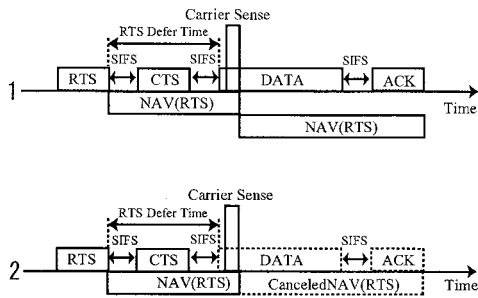 Carrier Sense
RTS Defer Time
SIFS SIFS SIFS
RTS CTS DATA ACK
1
NAV(RTS) Time
NAV(RTS)
Carrier Sense
RTS Defer Time
SIFS SIFS SIFS
RTS CTS DATA ACK
2
NAV(RTS) CanceledNAV(RTS) Time